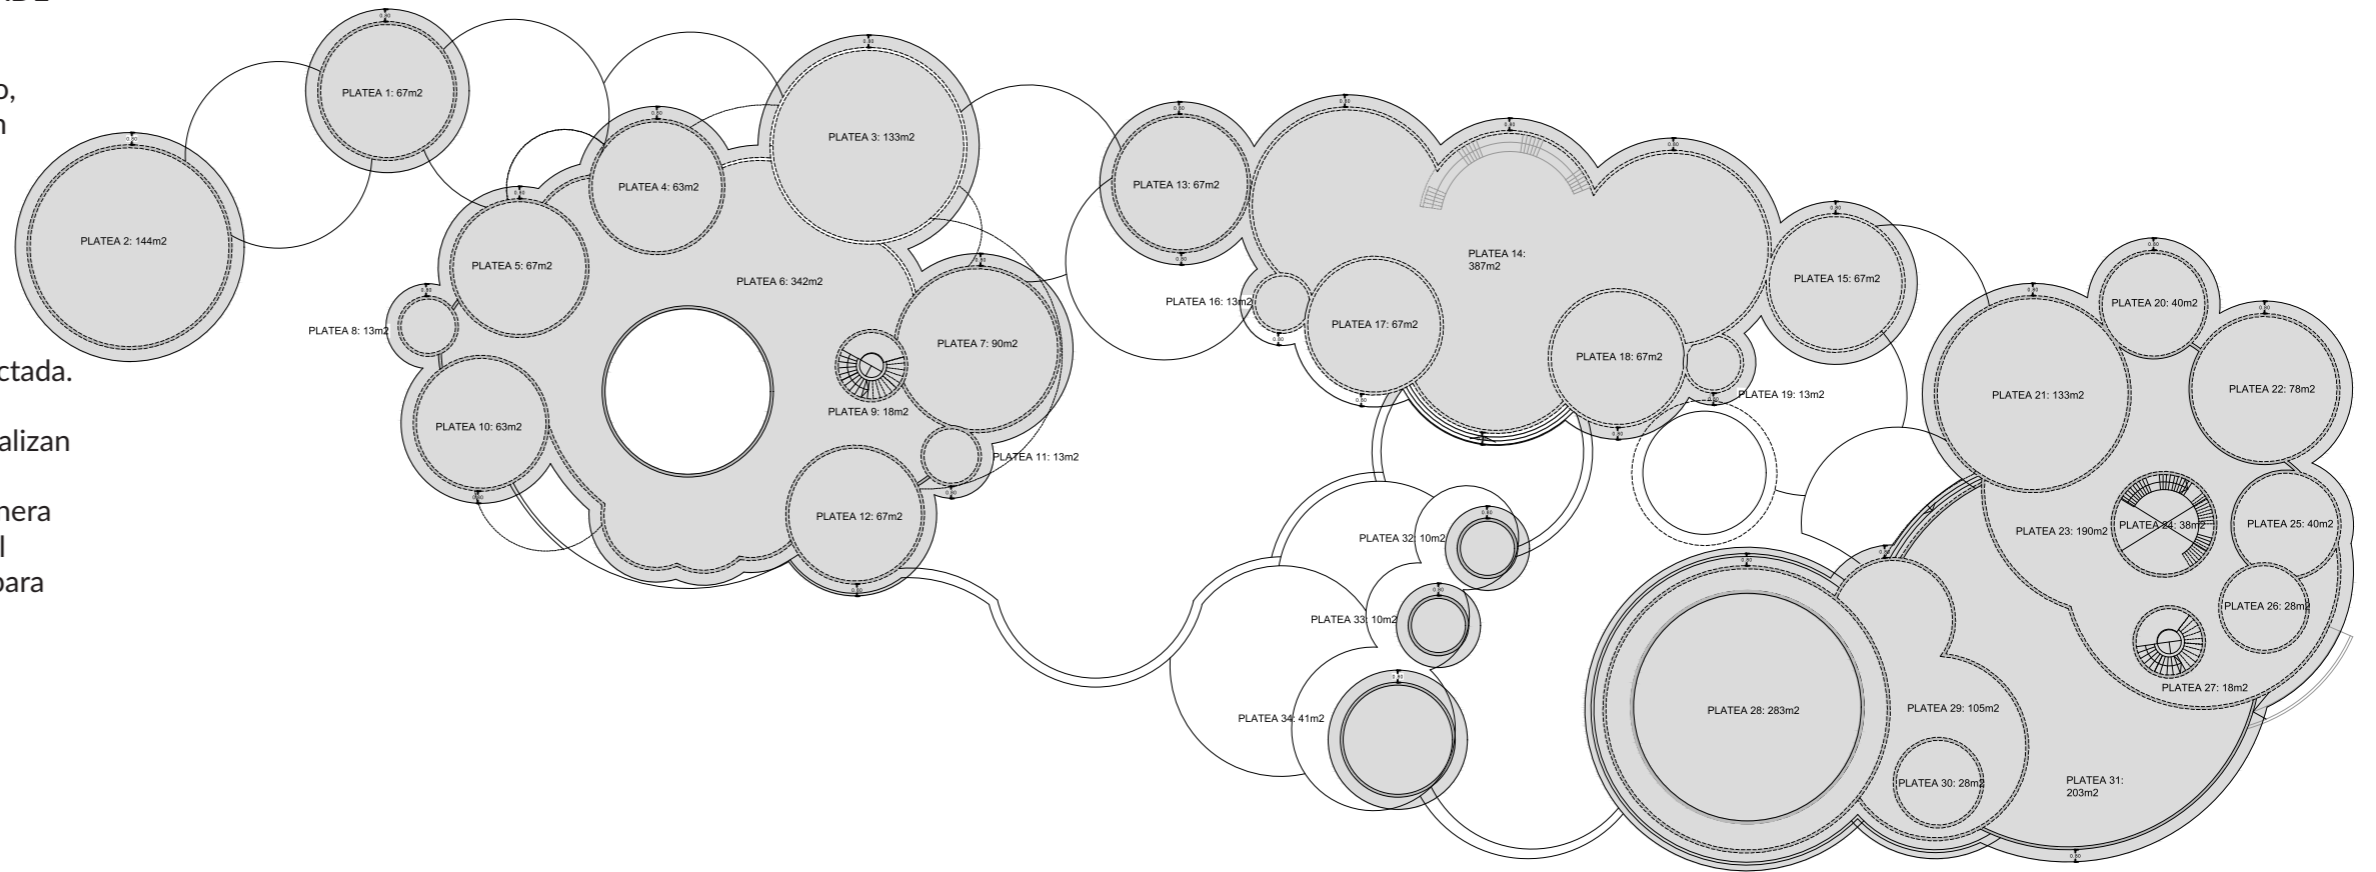 o,
ctada.
alizan
nera
l
para
PLATEA 1: 67m2
PLATEA 2: 144m2
PLATEA 3: 133m2
PLATEA 4: 63m2
PLATEA 5: 67m2
PLATEA 6: 342m2
PLATEA 7: 90m2
PLATEA 8: 13m2
PLATEA 9: 18m2
PLATEA 10: 63m2
PLATEA 11: 13m2
PLATEA 12: 67m2
PLATEA 13: 67m2
PLATEA 14:
387m2
PLATEA 15: 67m2
PLATEA 16: 13m2
PLATEA 17: 67m2
PLATEA 18: 67m2
PLATEA 19: 13m2
PLATEA 20: 40m2
PLATEA 21: 133m2
PLATEA 22: 78m2
PLATEA 23: 190m2
PLATEA 24: 38m2
PLATEA 25: 40m2
PLATEA 26: 28m2
PLATEA 27: 18m2
PLATEA 28: 283m2
PLATEA 29: 105m2
PLATEA 30: 28m2
PLATEA 31:
203m2
PLATEA 32: 10m2
PLATEA 33: 10m2
PLATEA 34: 41m2